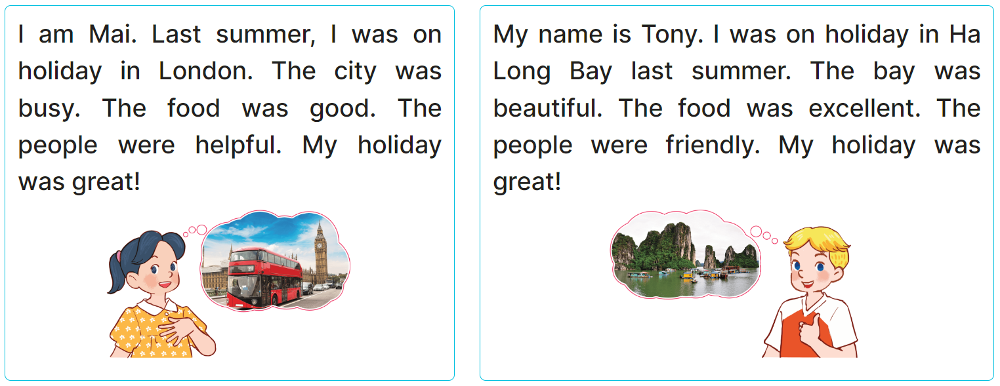 I am Mai. Last summer, I was on
holiday in London. The city was
busy. The food was good. The
people were helpful. My holiday
was great!
My name is Tony. I was on holiday in Ha
Long Bay last summer. The bay was
beautiful. The food was excellent. The
people were friendly. My holiday was
great!